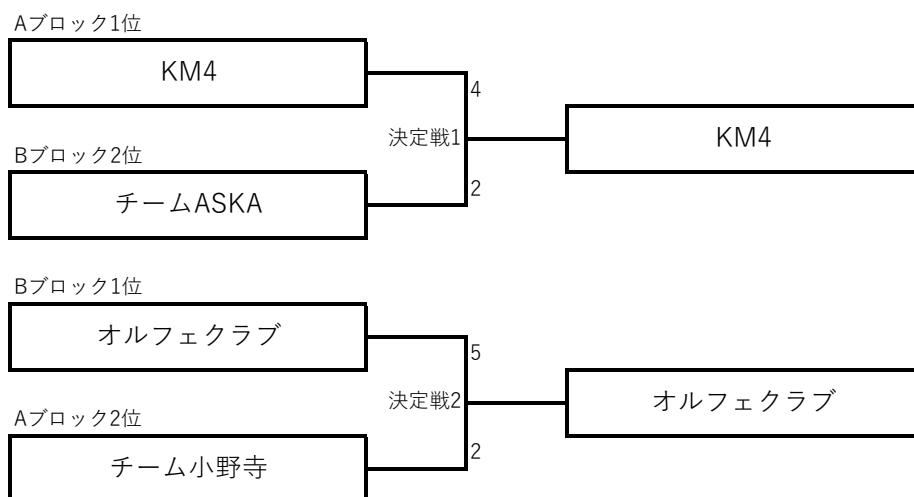 Aブロック1位
KM4
4
決定戦1
KM4
Bブロック2位
2
チームASKA
Bブロック1位
オルフェクラブ
5
決定戦2
オルフェクラブ
Aブロック2位
2
チーム小野寺